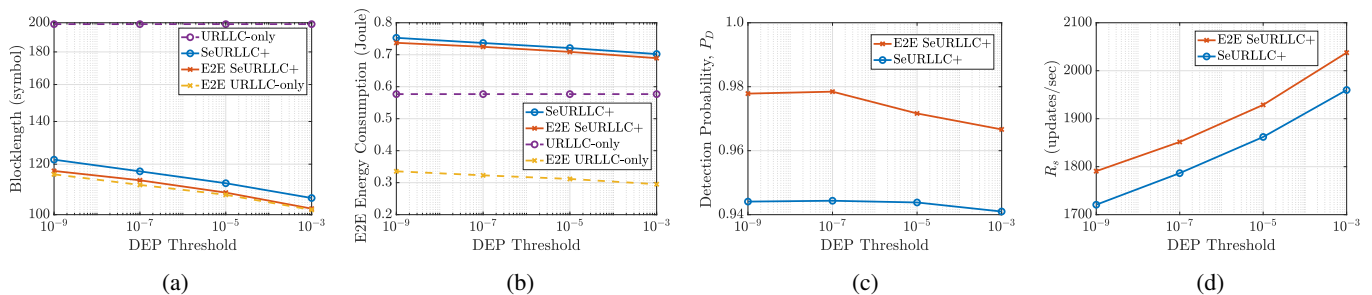 200
180
160
140
120
100
Blocklength (symbol)
URLLC-only
SeURLLC+
E2E SeURLLC+
E2E URLLC-only
10^-9
10^-7
10^-5
10^-3
DEP Threshold
(a)
0.8
0.7
0.6
0.5
0.4
0.3
0.2
E2E Energy Consumption (Joule)
SeURLLC+
E2E SeURLLC+
URLLC-only
E2E URLLC-only
10^-9
10^-7
10^-5
10^-3
DEP Threshold
(b)
1.0
0.98
0.96
0.94
Detection Probability, P_D
E2E SeURLLC+
SeURLLC+
10^-9
10^-7
10^-5
10^-3
DEP Threshold
(c)
2100
2000
1900
1800
1700
R_s (updates/sec)
E2E SeURLLC+
SeURLLC+
10^-9
10^-7
10^-5
10^-3
DEP Threshold
(d)